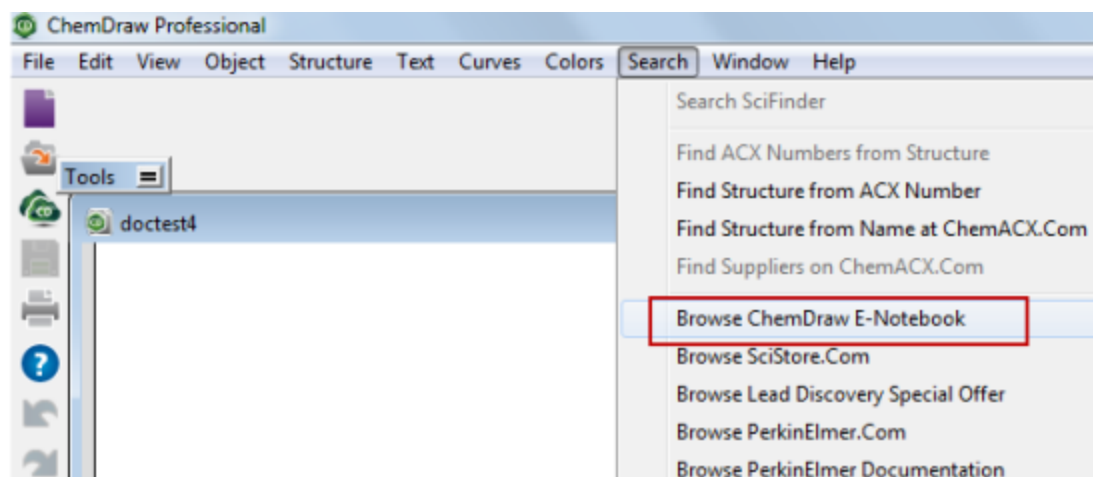 ChemDraw Professional
File Edit View Object Structure Text Curves Colors Search Window Help
Search SciFinder
Find ACX Numbers from Structure
Tools
Find Structure from ACX Number
doctest4
Find Structure from Name at ChemACX.Com
Find Suppliers on ChemACX.Com
Browse ChemDraw E-Notebook
Browse SciStore.Com
Browse Lead Discovery Special Offer
Browse PerkinElmer.Com
Browse PerkinElmer Documentation